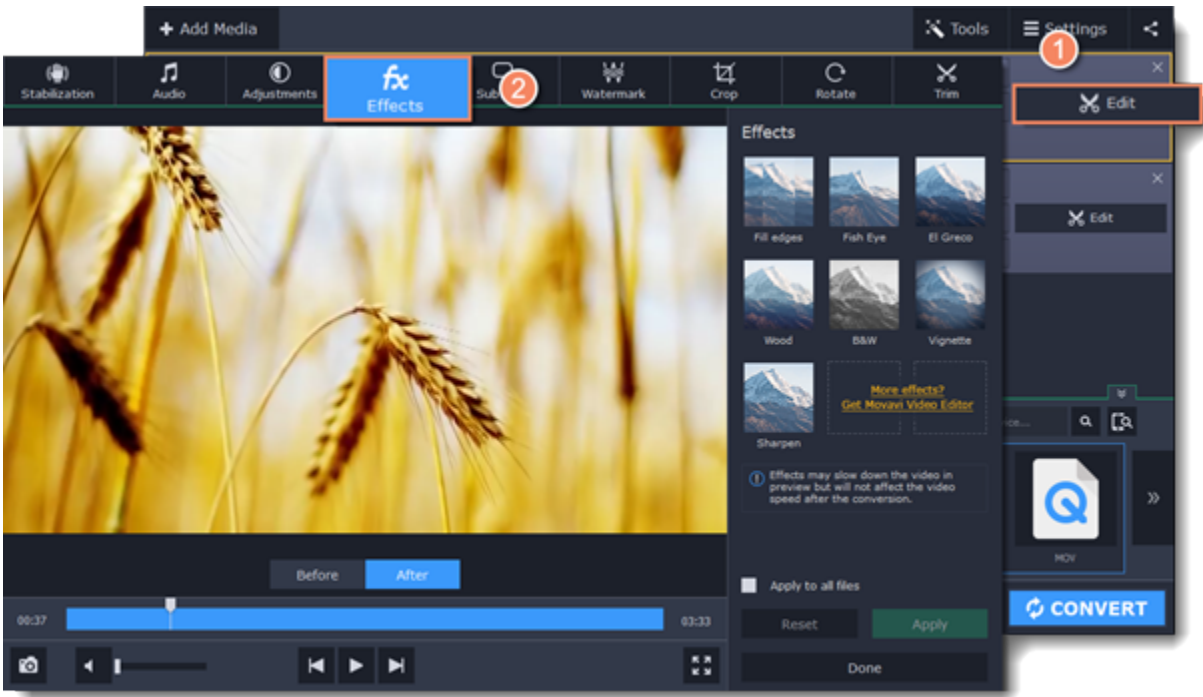 + Add Media
Tools
Settings
1
Stabilization
Audio
Adjustments
fx
Effects
2
Watermark
Crop
Rotate
Trim
Edit
Effects
Fill edges
Fish Eye
El Greco
Edit
Wood
B&W
Vignette
More effects?
Get Movavi Video Editor
Sharpen
Effects may slow down the video in
preview but will not affect the video
speed after the conversion.
MOV
Before
After
Apply to all files
00:37
03:33
Reset
Apply
CONVERT
Done